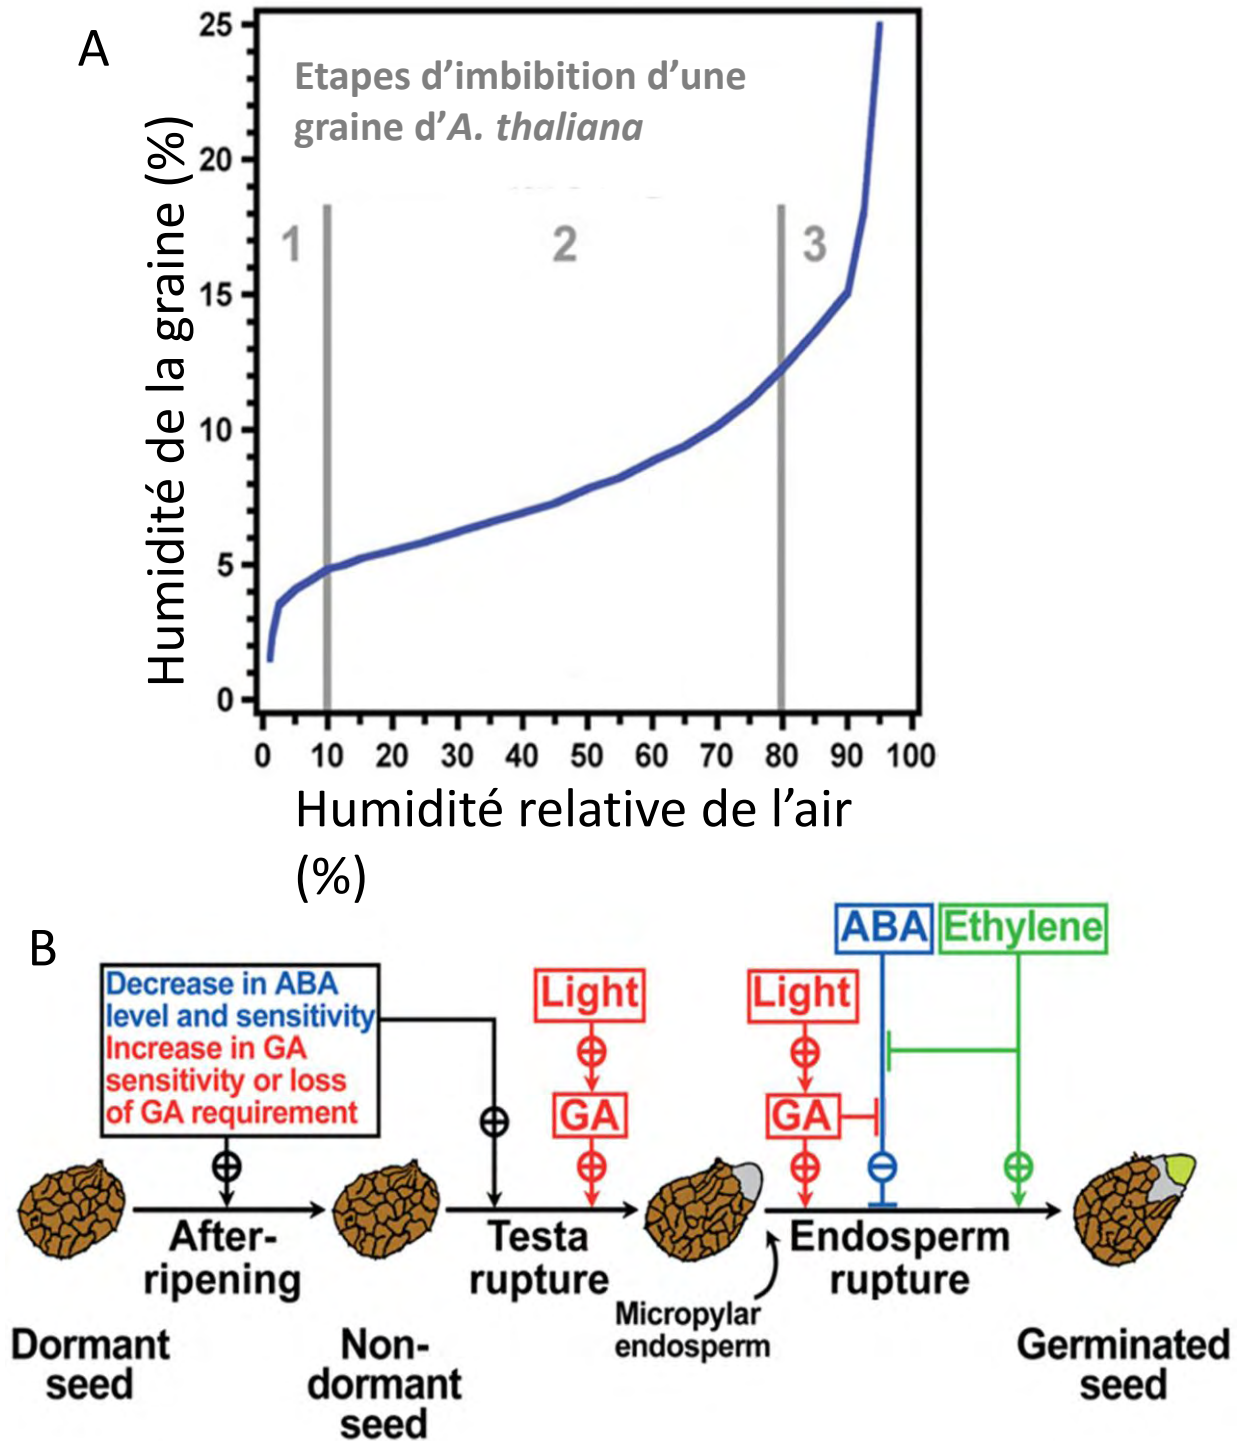 A
Etapes d’imbibition d’une
graine d’A. thaliana
Humidité de la graine (%)
25
20
15
10
5
0
1
2
3
0 10 20 30 40 50 60 70 80 90 100
Humidité relative de l’air
(%)
B
Decrease in ABA
level and sensitivity
Increase in GA
sensitivity or loss
of GA requirement
Light
GA
Light
GA
ABA
Ethylene
After-
ripening
Testa
rupture
Endosperm
rupture
Micropylar
endosperm
Dormant
seed
Non-
dormant
seed
Germinated
seed